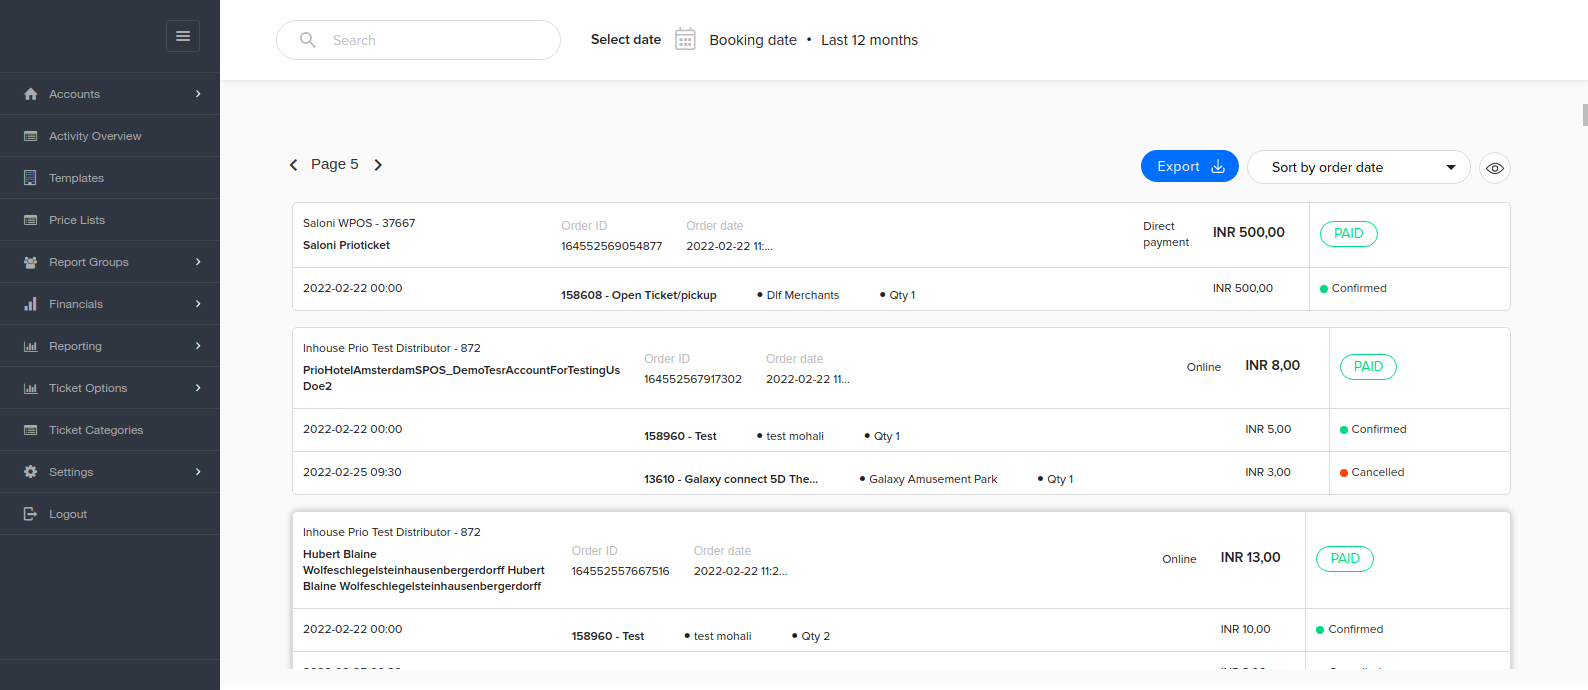 Search
Select date Booking date • Last 12 months
Accounts
Activity Overview
Templates
Price Lists
Report Groups
Financials
Reporting
Ticket Options
Ticket Categories
Settings
Logout
Page 5
Export
Sort by order date
Saloni WPOS - 37667
Saloni Prioticket
Order ID
164552569054877
Order date
2022-02-22 11:...
Direct
payment
INR 500,00
PAID
2022-02-22 00:00 158608 - Open Ticket/pickup • Dlf Merchants • Qty 1 INR 500,00 Confirmed
Inhouse Prio Test Distributor - 872
PrioHotelAmsterdamSPOS_DemoTesrAccountForTestingUs
Doe2
Order ID
164552567917302
Order date
2022-02-22 11...
Online
INR 8,00
PAID
2022-02-22 00:00 158960 - Test • test mohali • Qty 1 INR 5,00 Confirmed
2022-02-25 09:30 13610 - Galaxy connect 5D The... • Galaxy Amusement Park • Qty 1 INR 3,00 Cancelled
Inhouse Prio Test Distributor - 872
Hubert Blaine
Wolfeschlegelsteinhausenbergerdorff Hubert
Blaine Wolfeschlegelsteinhausenbergerdorff
Order ID
164552557667516
Order date
2022-02-22 11:2...
Online
INR 13,00
PAID
2022-02-22 00:00 158960 - Test • test mohali • Qty 2 INR 10,00 Confirmed